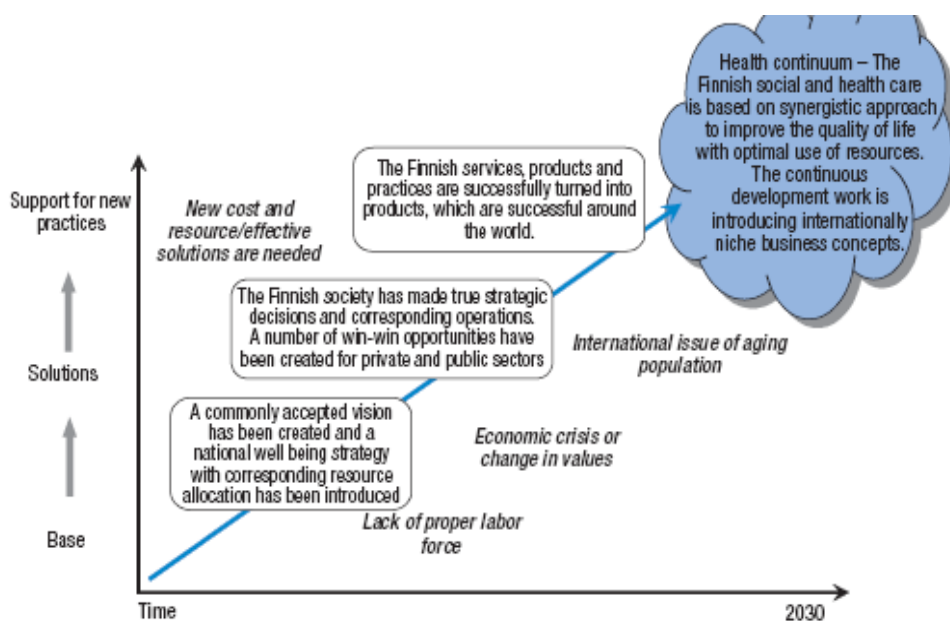 Health continuum – The
Finnish social and health care
is based on synergistic approach
to improve the quality of life
with optimal use of resources.
The continuous
development work is
introducing internationally
niche business concepts.
The Finnish services, products and
practices are successfully turned into
products, which are successful around
the world.
Support for new
practices
New cost and
resource/effective
solutions are needed
The Finnish society has made true strategic
decisions and corresponding operations.
A number of win-win opportunities have
been created for private and public sectors
International issue of aging
population
Solutions
A commonly accepted vision
has been created and a
national well being strategy
with corresponding resource
allocation has been introduced
Economic crisis or
change in values
Lack of proper labor
force
Base
Time
2030